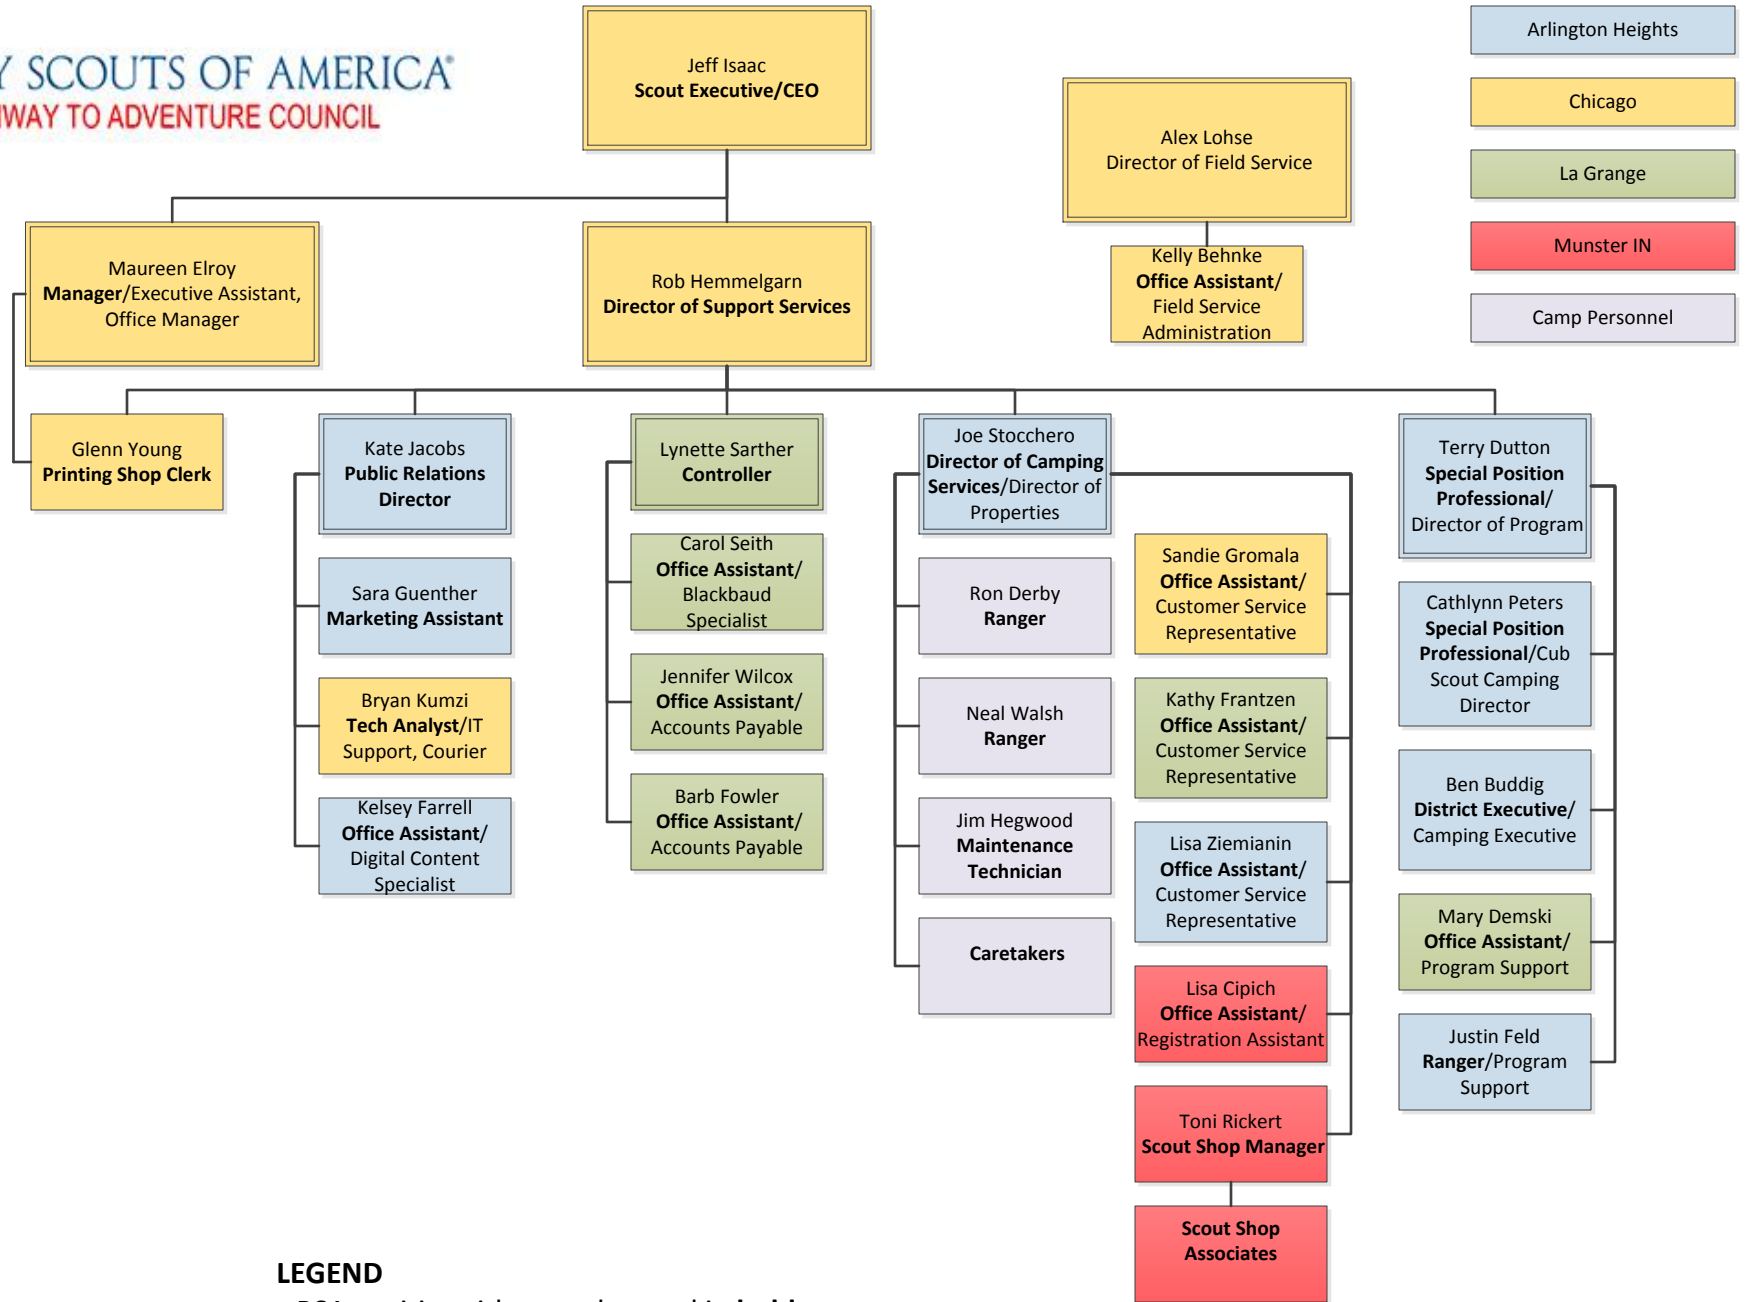 Y SCOUTS OF AMERICA®
WAY TO ADVENTURE COUNCIL
Jeff Isaac
Scout Executive/CEO
Alex Lohse
Director of Field Service
Kelly Behnke
Office Assistant/
Field Service
Administration
Arlington Heights
Chicago
La Grange
Munster IN
Camp Personnel
Maureen Elroy
Manager/Executive Assistant,
Office Manager
Rob Hemmelgarn
Director of Support Services
Glenn Young
Printing Shop Clerk
Kate Jacobs
Public Relations
Director
Sara Guenther
Marketing Assistant
Bryan Kumzi
Tech Analyst/IT
Support, Courier
Kelsey Farrell
Office Assistant/
Digital Content
Specialist
Lynette Sarther
Controller
Carol Seith
Office Assistant/
Blackbaud
Specialist
Jennifer Wilcox
Office Assistant/
Accounts Payable
Barb Fowler
Office Assistant/
Accounts Payable
Joe Stocchero
Director of Camping
Services/Director of
Properties
Ron Derby
Ranger
Neal Walsh
Ranger
Jim Hegwood
Maintenance
Technician
Caretakers
Sandie Gromala
Office Assistant/
Customer Service
Representative
Kathy Frantzen
Office Assistant/
Customer Service
Representative
Lisa Ziemianin
Office Assistant/
Customer Service
Representative
Lisa Cipich
Office Assistant/
Registration Assistant
Toni Rickert
Scout Shop Manager
Scout Shop
Associates
Terry Dutton
Special Position
Professional/
Director of Program
Cathlynn Peters
Special Position
Professional/Cub
Scout Camping
Director
Ben Buddig
District Executive/
Camping Executive
Mary Demski
Office Assistant/
Program Support
Justin Feld
Ranger/Program
Support
LEGEND